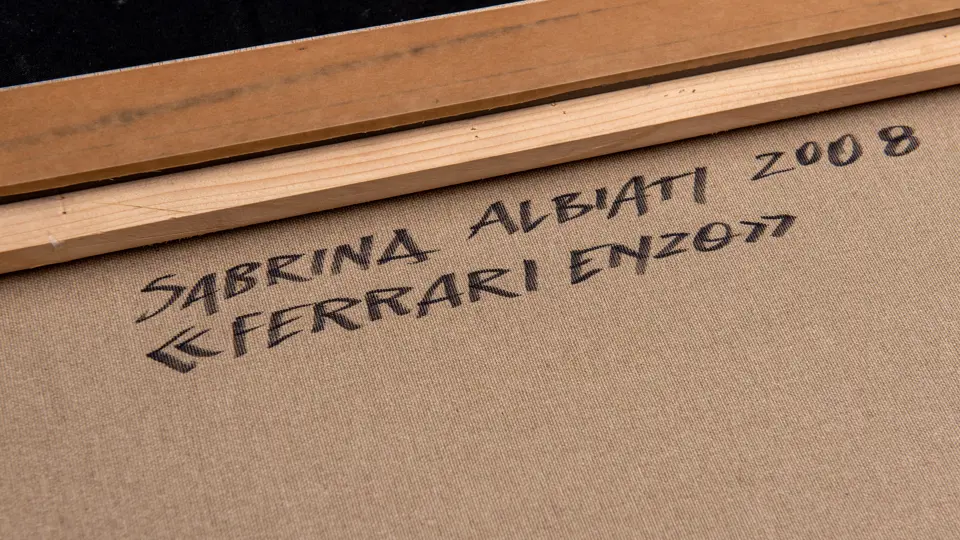 SABRINA ALBIATI 2008
<<FERRARI ENZO>>